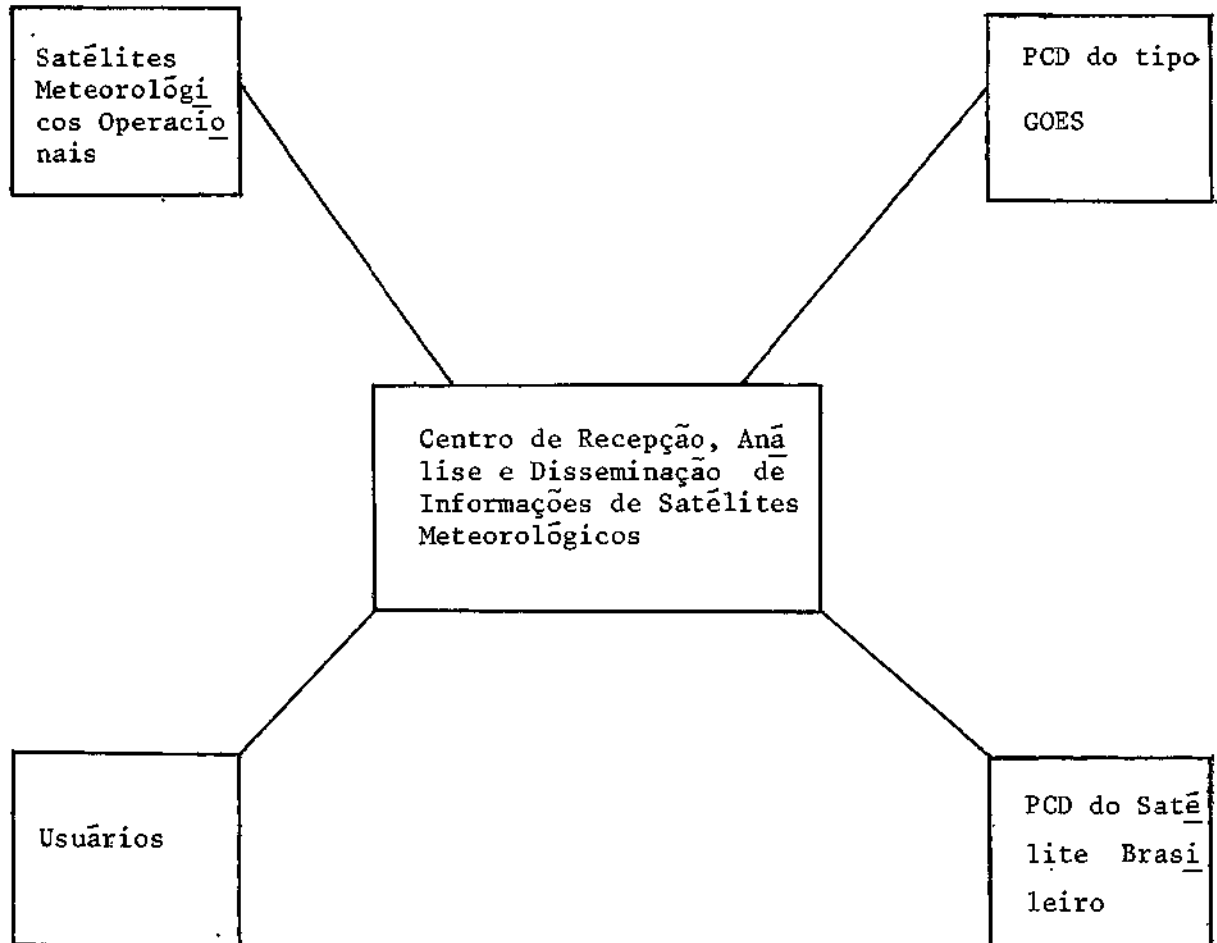 Satélites
Meteorológi
cos Operacio
nais
PCD do tipo
GOES
Centro de Recepção, Aná
lise e Disseminação de
Informações de Satélites
Meteorológicos
Usuários
PCD do Saté
lite Brasi
leiro